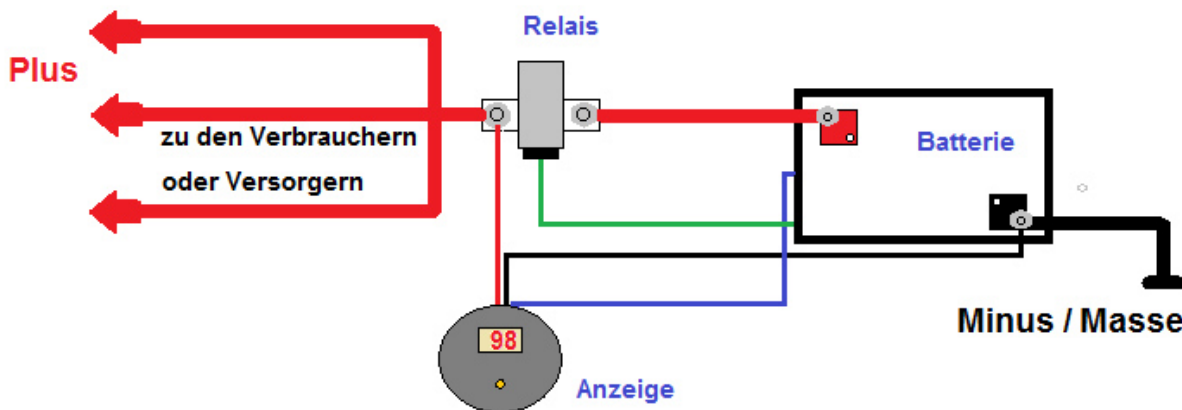 Relais
Plus
zu den Verbrauchern
oder Versorgern
Batterie
Minus / Masse
98
Anzeige